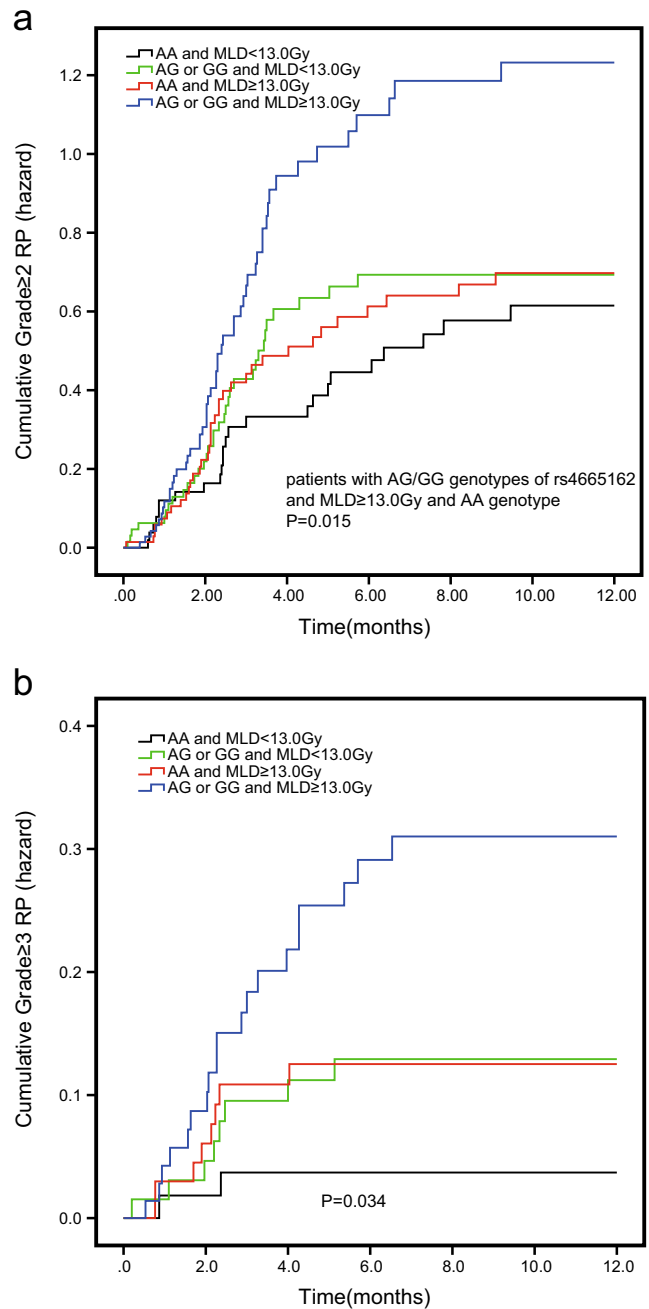 a
AA and MLD<13.0Gy
AG or GG and MLD<13.0Gy
AA and MLD≥13.0Gy
AG or GG and MLD≥13.0Gy
1.2
1.0
0.8
0.6
0.4
0.2
0.0
Cumulative Grade≥2 RP (hazard)
patients with AG/GG genotypes of rs4665162
and MLD≥13.0Gy and AA genotype
P=0.015
.00 2.00 4.00 6.00 8.00 10.00 12.00
Time(months)
b
AA and MLD<13.0Gy
AG or GG and MLD<13.0Gy
AA and MLD≥13.0Gy
AG or GG and MLD≥13.0Gy
0.4
0.3
0.2
0.1
0.0
Cumulative Grade≥3 RP (hazard)
P=0.034
.0 2.0 4.0 6.0 8.0 10.0 12.0
Time(months)